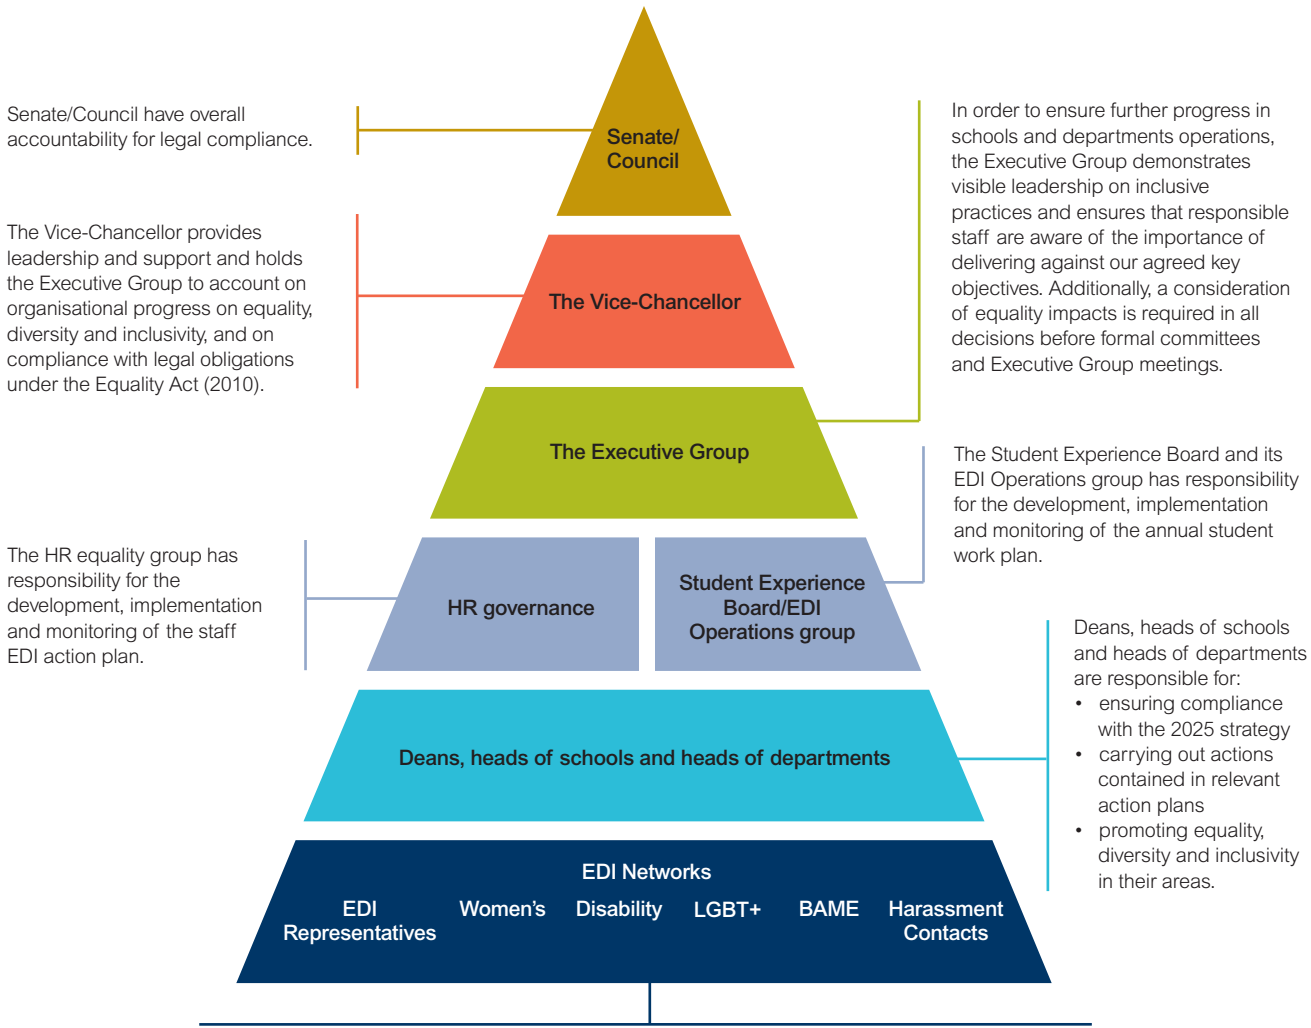 Senate/Council have overall
accountability for legal compliance.
Senate/
Council
In order to ensure further progress in
schools and departments operations,
the Executive Group demonstrates
visible leadership on inclusive
practices and ensures that responsible
staff are aware of the importance of
delivering against our agreed key
objectives. Additionally, a consideration
of equality impacts is required in all
decisions before formal committees
and Executive Group meetings.
The Vice-Chancellor provides
leadership and support and holds
the Executive Group to account on
organisational progress on equality,
diversity and inclusivity, and on
compliance with legal obligations
under the Equality Act (2010).
The Vice-Chancellor
The Executive Group
The Student Experience Board and its
EDI Operations group has responsibility
for the development, implementation
and monitoring of the annual student
work plan.
The HR equality group has
responsibility for the
development, implementation
and monitoring of the staff
EDI action plan.
HR governance
Student Experience
Board/EDI
Operations group
Deans, heads of schools
and heads of departments
are responsible for:
• ensuring compliance
with the 2025 strategy
• carrying out actions
contained in relevant
action plans
• promoting equality,
diversity and inclusivity
in their areas.
Deans, heads of schools and heads of departments
EDI Networks
EDI
Representatives
Women's
Disability
LGBT+
BAME
Harassment
Contacts